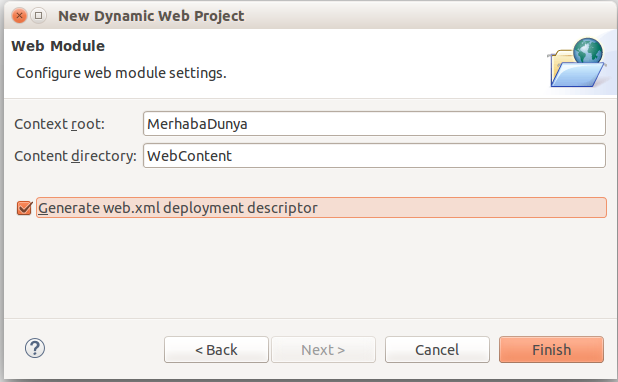 New Dynamic Web Project
Web Module
Configure web module settings.
Context root: MerhabaDunya
Content directory: WebContent
Generate web.xml deployment descriptor
? < Back Next > Cancel Finish